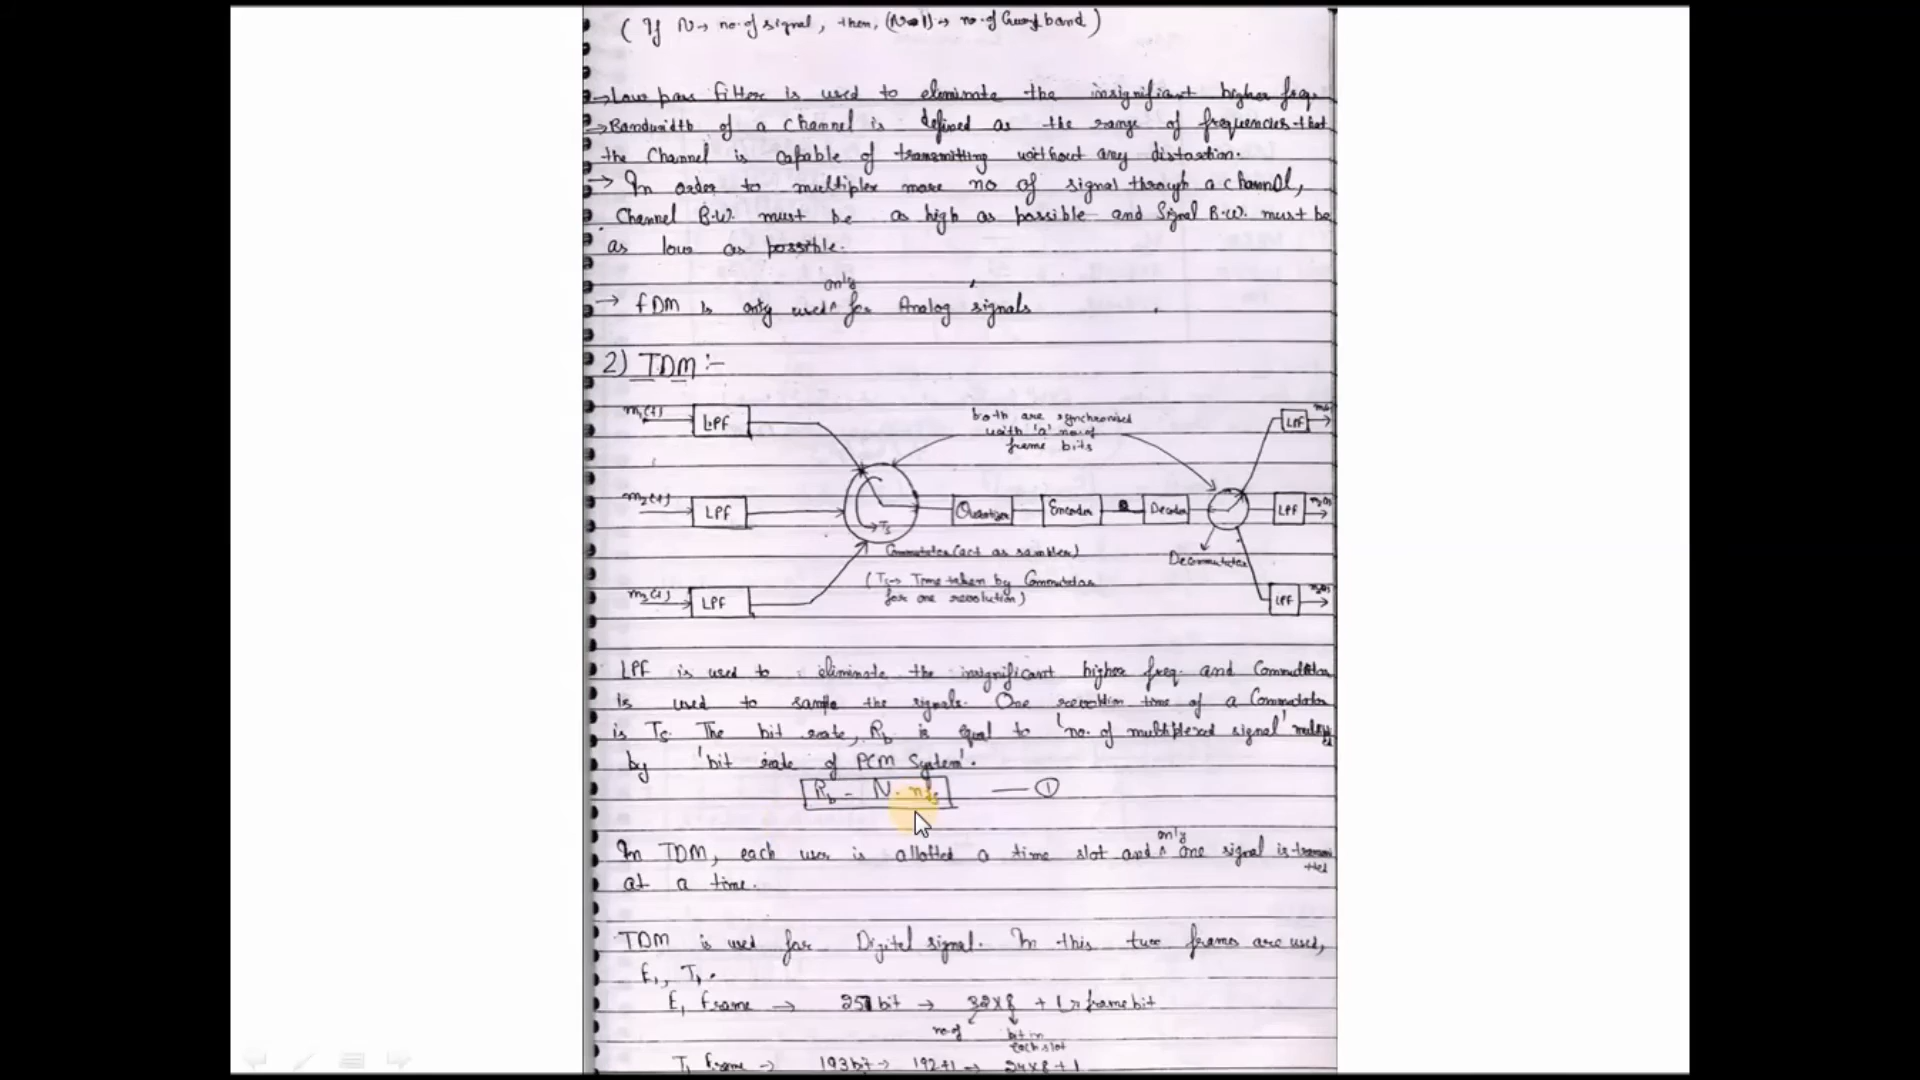 ( If N → no. of signal, then, (N-1) → no. of Guard band )
→ Low pass filter is used to eliminate the insignificant higher freq.
→ Bandwidth of a channel is defined as the range of frequencies that
the channel is capable of transmitting without any distortion.
→ In order to multiplex more no of signal through a channel,
Channel B.W. must be as high as possible and Signal B.W. must be
as low as possible.
only
→ FDM is only used ^ for Analog signals
2) TDM :-
m1(t) LPF
both are synchronised
with 'a' no. of
frame bits
LPF
m2(t) LPF
Ts
Quantizer Encoder Decoder
LPF
Commutator (act as sampler)
Decommutator
(Ts → Time taken by Commutator
for one revolution)
m3(t) LPF
LPF
LPF is used to eliminate the insignificant higher freq. and Commutator
is used to sample the signals. One revolution time of a Commutator
is Ts. The bit rate, Rb is equal to 'no. of multiplexed signal' multiply
by 'bit rate of PCM System'.
Rb = N. nfs — 1
only
In TDM, each user is allotted a time slot and ^ one signal is transmitted
at a time.
TDM is used for Digital signal. In this two frames are used,
E1, T1.
E1 Frame → 257 bit → 32x8 + 1 → frame bit
no. of bit in
each slot
T1 Frame → 193 bit → 192+1 → 24x8+1